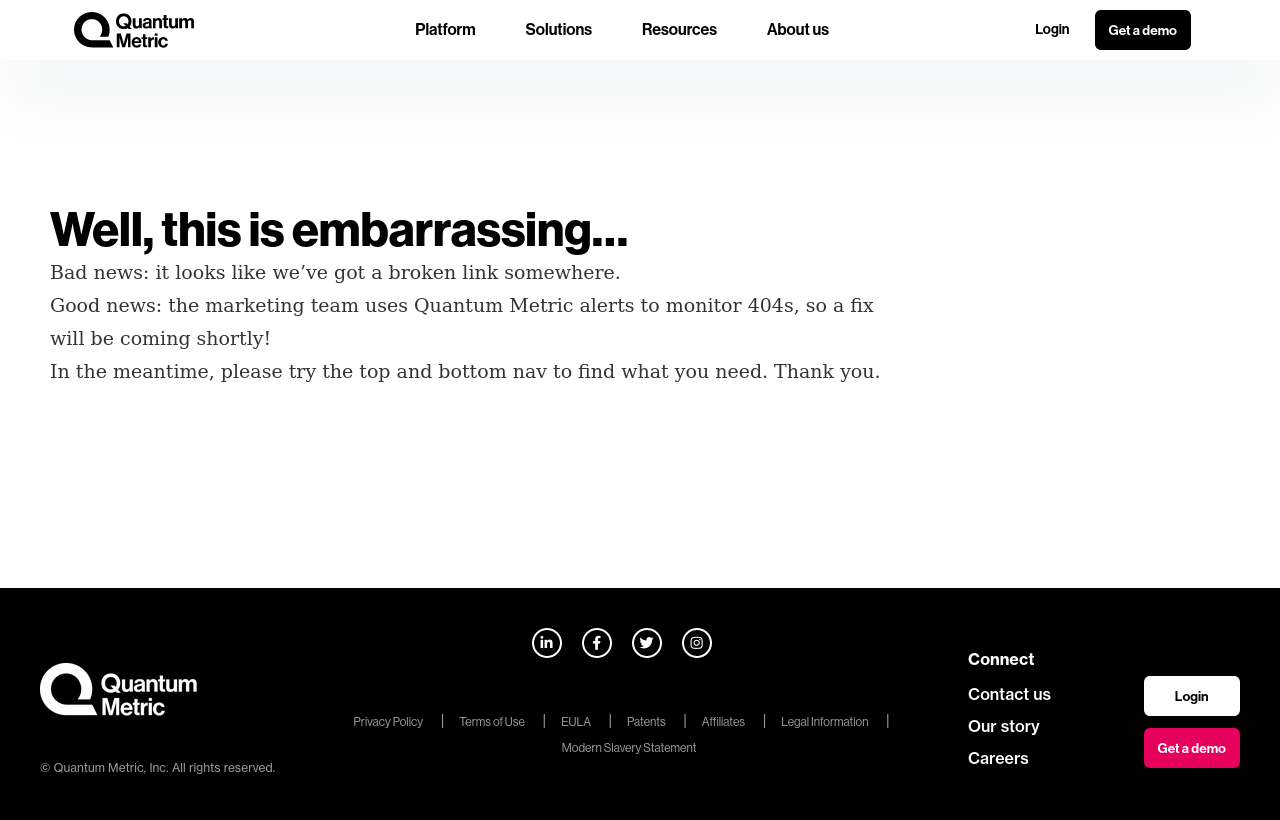 Quantum
Metric
Platform
Solutions
Resources
About us
Login
Get a demo
Well, this is embarrassing...
Bad news: it looks like we’ve got a broken link somewhere.
Good news: the marketing team uses Quantum Metric alerts to monitor 404s, so a fix
will be coming shortly!
In the meantime, please try the top and bottom nav to find what you need. Thank you.
Quantum
Metric
© Quantum Metric, Inc. All rights reserved.
Privacy Policy | Terms of Use | EULA | Patents | Affiliates | Legal Information |
Modern Slavery Statement
Connect
Contact us
Our story
Careers
Login
Get a demo